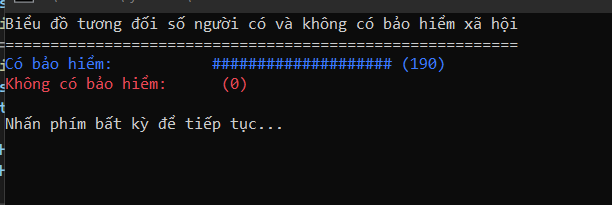 Biểu đồ tương đối số người có và không có bảo hiểm xã hội
=========================================================
Có bảo hiểm: #################### (190)
Không có bảo hiểm: (0)
Nhấn phím bất kỳ để tiếp tục...